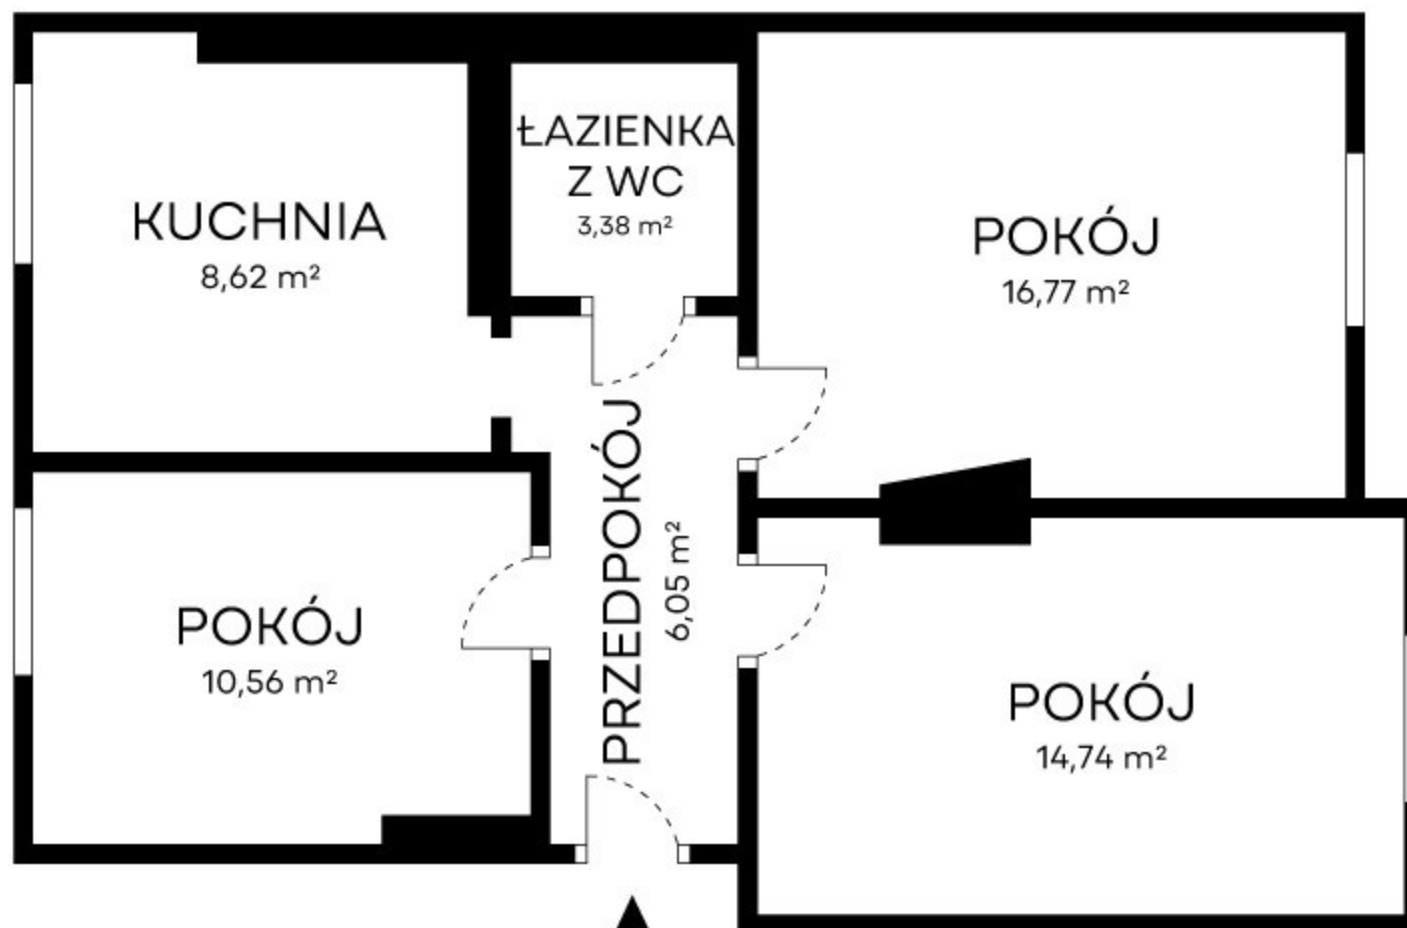 KUCHNIA
8,62 m²
ŁAZIENKA
Z WC
3,38 m²
POKÓJ
16,77 m²
PRZEDPOKÓJ
6,05 m²
POKÓJ
10,56 m²
POKÓJ
14,74 m²